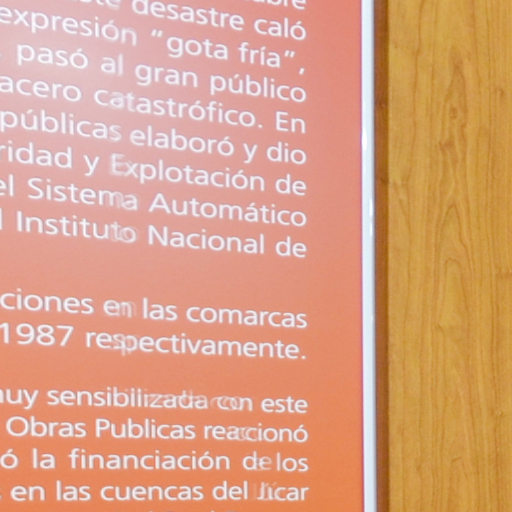 desastre caló
expresión “gota fría”,
pasó al gran público
acero catastrófico. En
públicas elaboró y dio
ridad y Explotación de
el Sistema Automático
Instituto Nacional de
ciones en las comarcas
1987 respectivamente.
muy sensibilizada con este
Obras Publicas reaccionó
ó la financiación de los
en las cuencas del Júcar